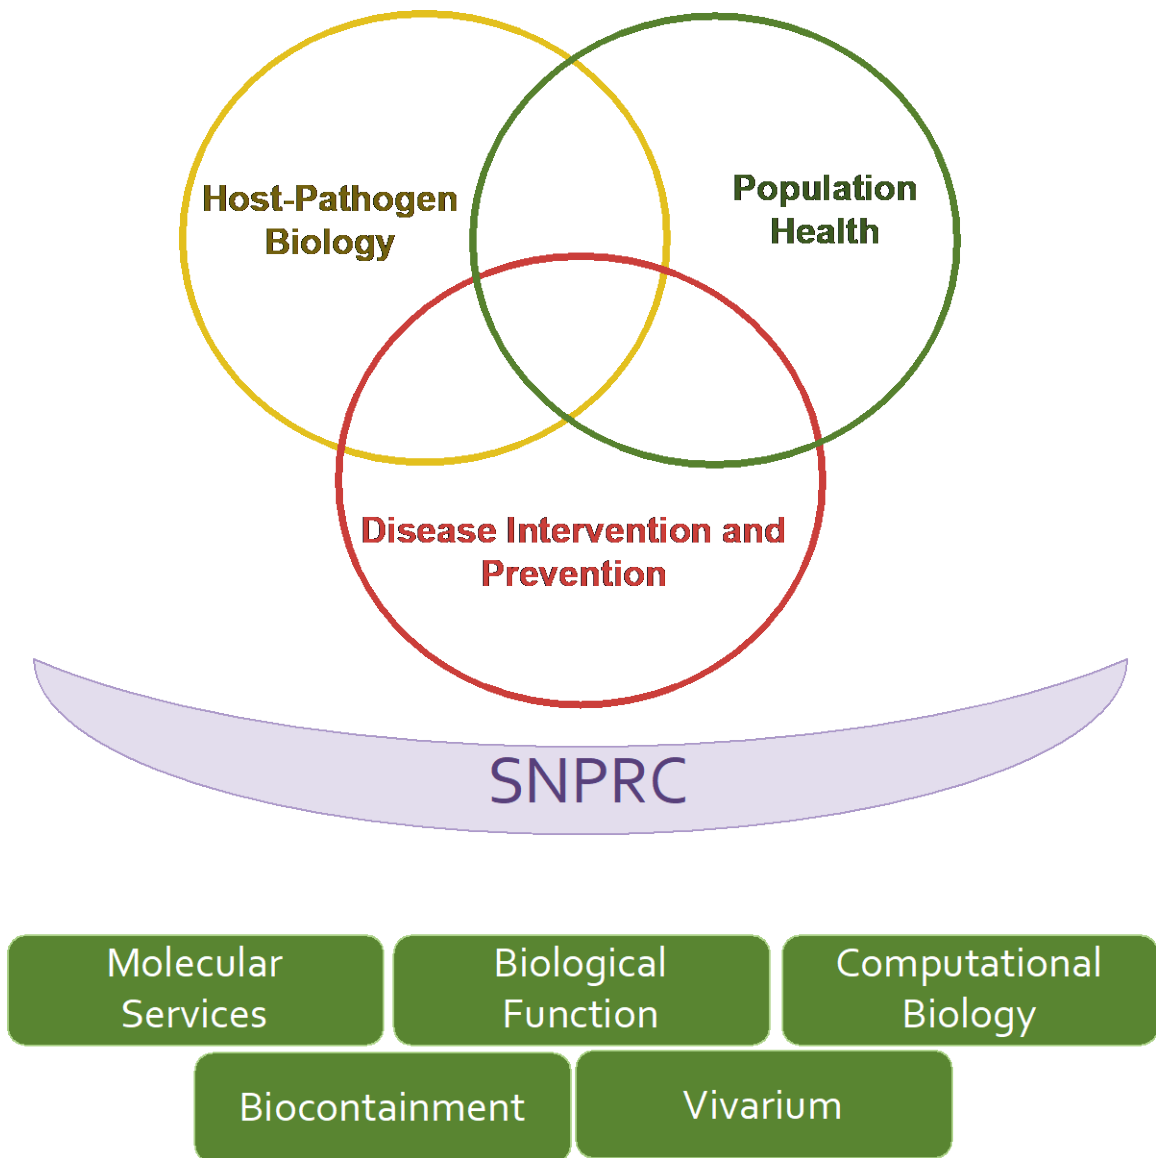 Host-Pathogen
Biology
Population
Health
Disease Intervention and
Prevention
SNPRC
Molecular
Services
Biological
Function
Computational
Biology
Biocontainment
Vivarium